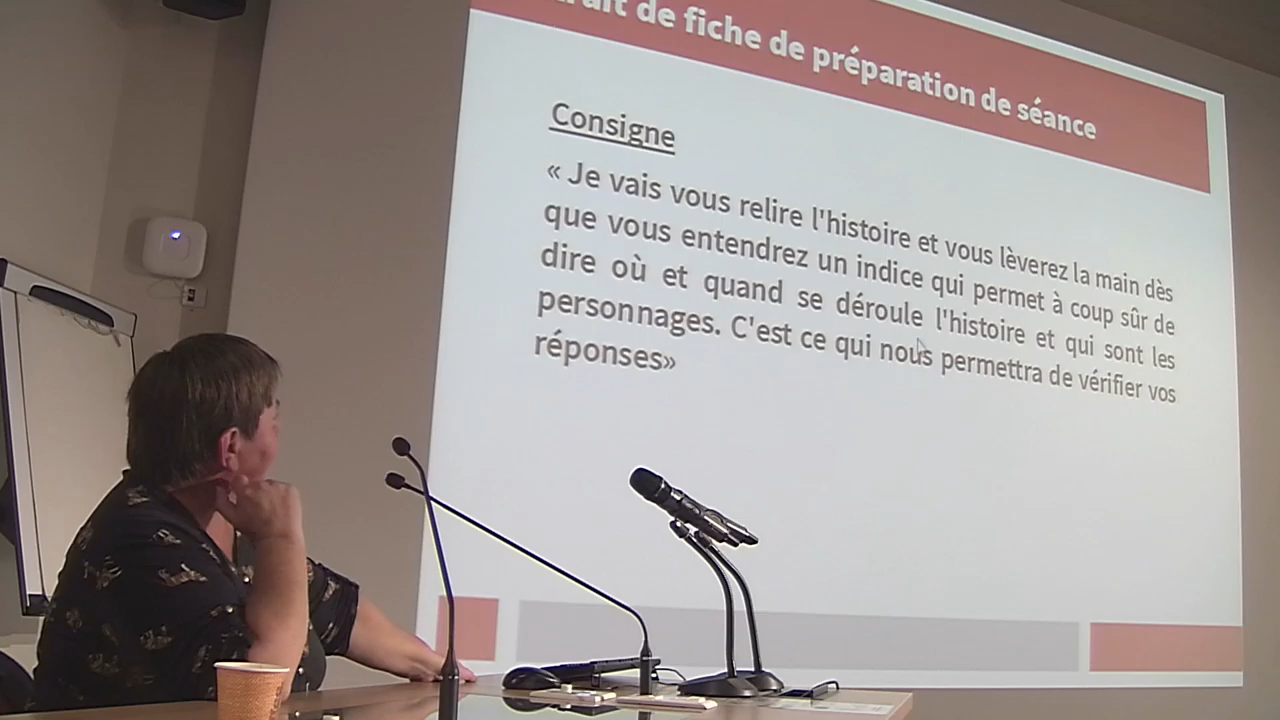 de fiche de préparation de séance
Consigne
« Je vais vous relire l'histoire et vous lèverez la main dès
que vous entendrez un indice qui permet à coup sûr de
dire où et quand se déroule l'histoire et qui sont les
personnages. C'est ce qui nous permettra de vérifier vos
réponses»